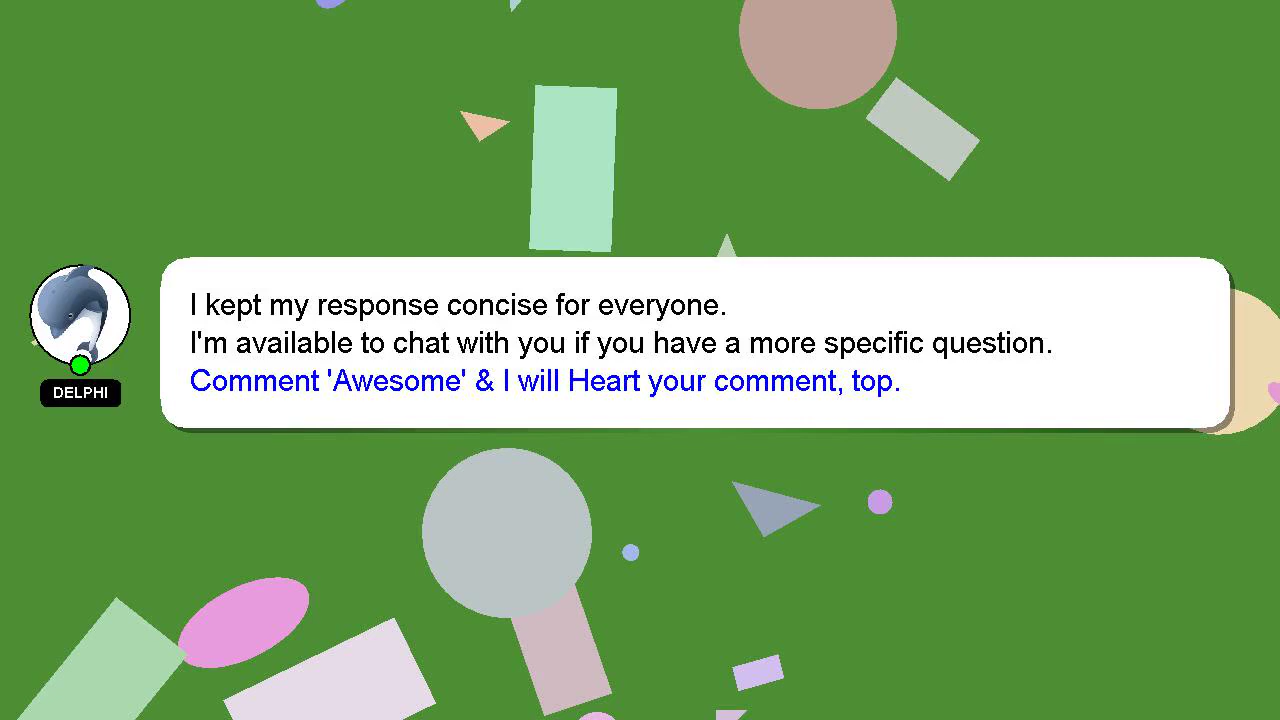 I kept my response concise for everyone.
I'm available to chat with you if you have a more specific question.
Comment 'Awesome' & I will Heart your comment, top.
DELPHI